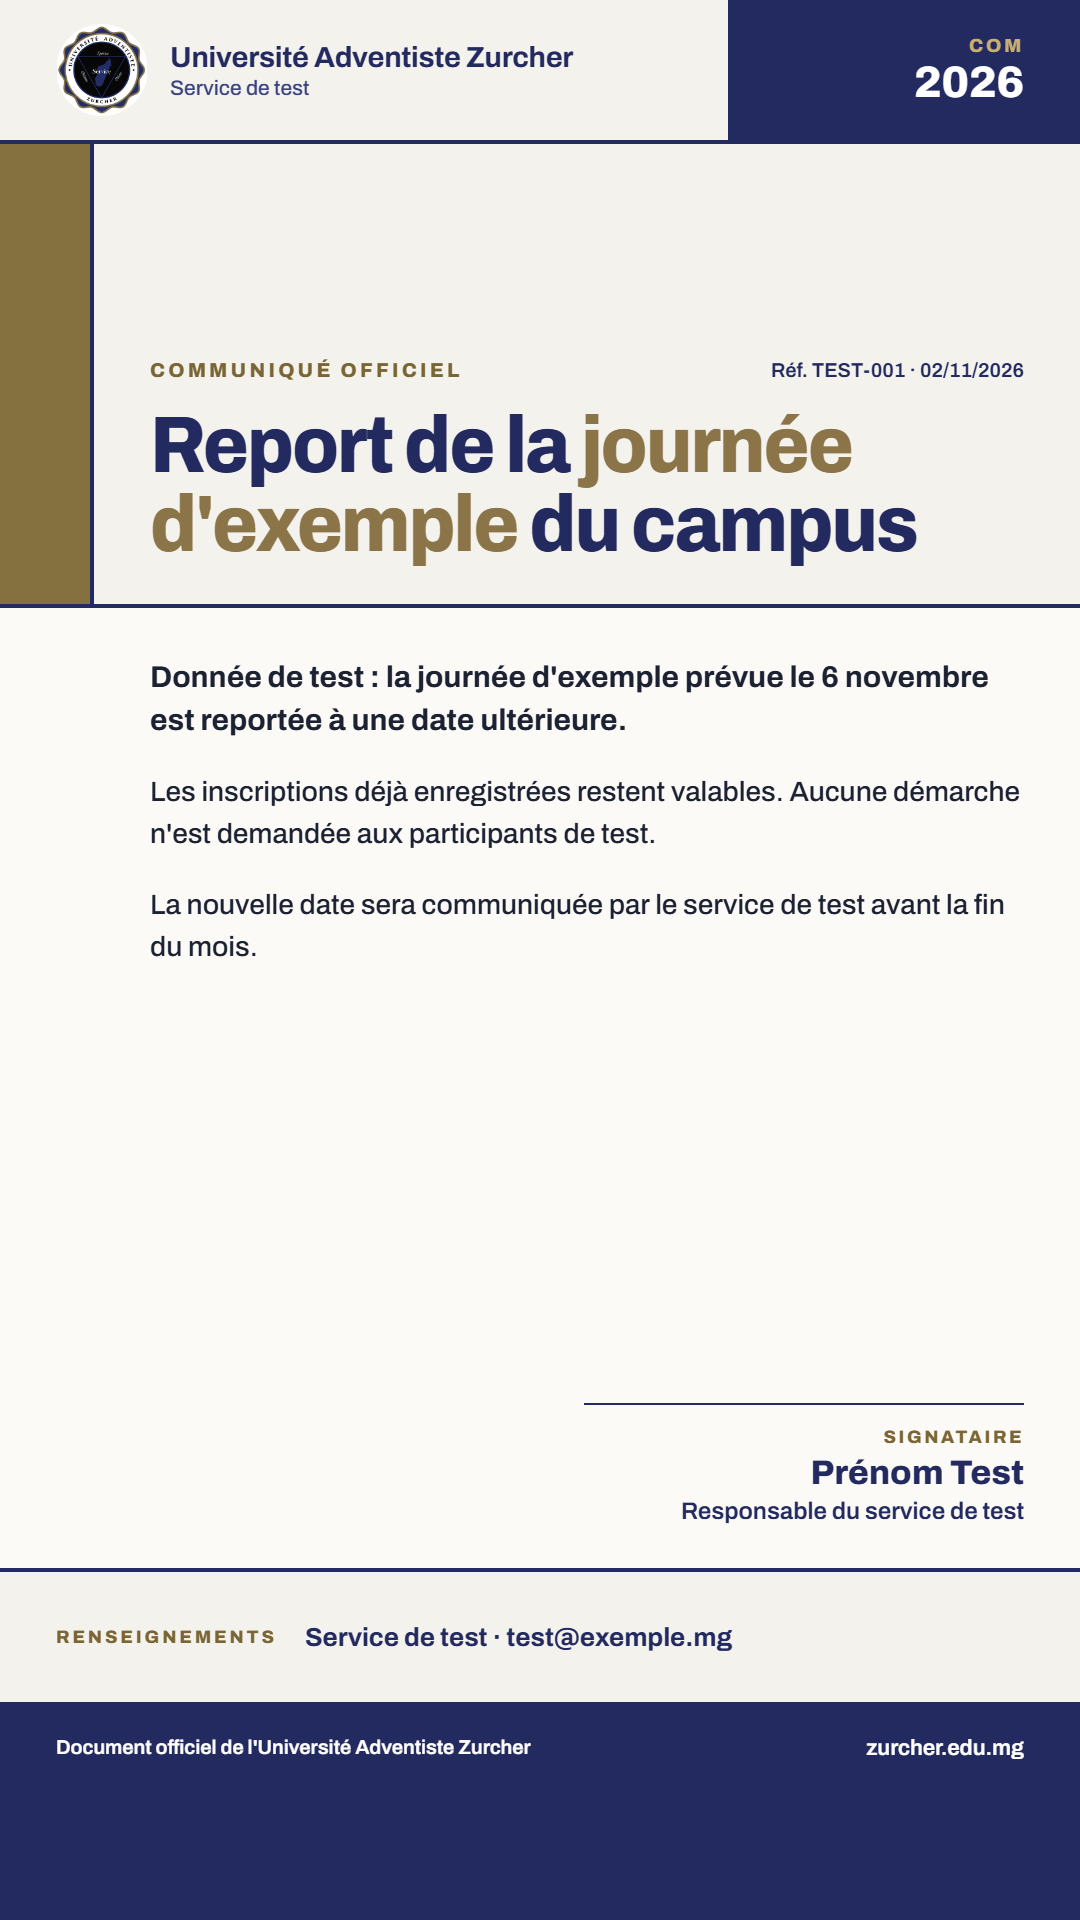 UNIVERSITÉ ADVENTISTE
Service
ZURCHER
Université Adventiste Zurcher
Service de test
COM
2026
COMMUNIQUÉ OFFICIEL
Réf. TEST-001 · 02/11/2026
Report de la journée
d'exemple du campus
Donnée de test : la journée d'exemple prévue le 6 novembre
est reportée à une date ultérieure.
Les inscriptions déjà enregistrées restent valables. Aucune démarche
n'est demandée aux participants de test.
La nouvelle date sera communiquée par le service de test avant la fin
du mois.
SIGNATAIRE
Prénom Test
Responsable du service de test
RENSEIGNEMENTS
Service de test · test@exemple.mg
Document officiel de l'Université Adventiste Zurcher
zurcher.edu.mg